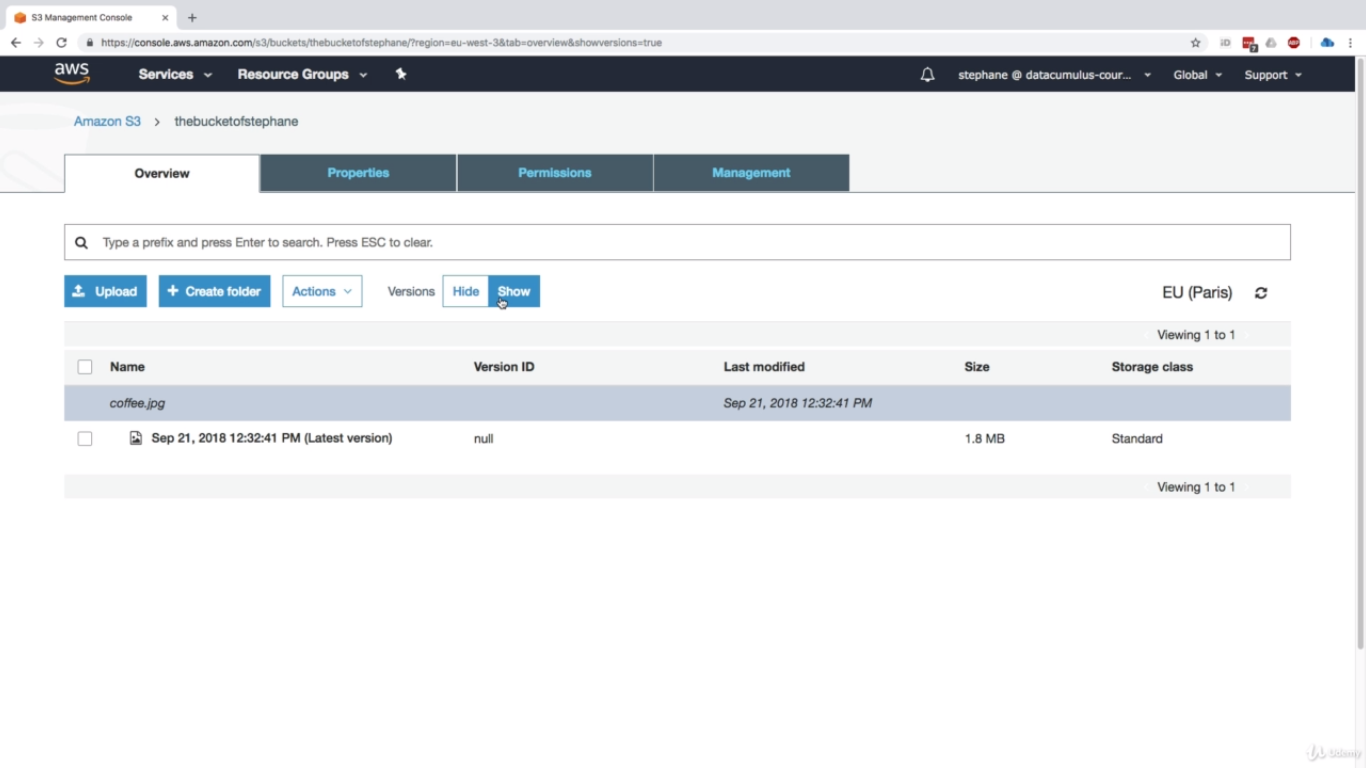 S3 Management Console
https://console.aws.amazon.com/s3/buckets/thebucketofstephane/?region=eu-west-3&tab=overview&showversions=true
aws Services Resource Groups stephane @ datacumulus-cour... Global Support
Amazon S3 > thebucketofstephane
Overview Properties Permissions Management
Type a prefix and press Enter to search. Press ESC to clear.
Upload + Create folder Actions Versions Hide Show EU (Paris)
Viewing 1 to 1
Name Version ID Last modified Size Storage class
coffee.jpg Sep 21, 2018 12:32:41 PM
Sep 21, 2018 12:32:41 PM (Latest version) null 1.8 MB Standard
Viewing 1 to 1
Udemy